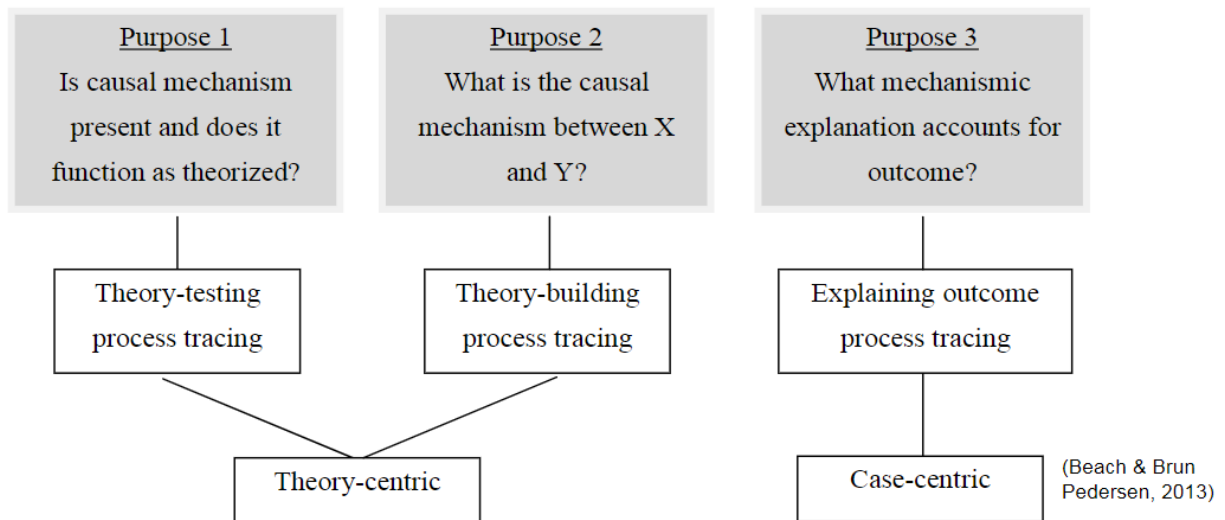 Purpose 1
Is causal mechanism
present and does it
function as theorized?
Purpose 2
What is the causal
mechanism between X
and Y?
Purpose 3
What mechanismic
explanation accounts for
outcome?
Theory-testing
process tracing
Theory-building
process tracing
Explaining outcome
process tracing
Theory-centric
Case-centric
(Beach & Brun
Pedersen, 2013)